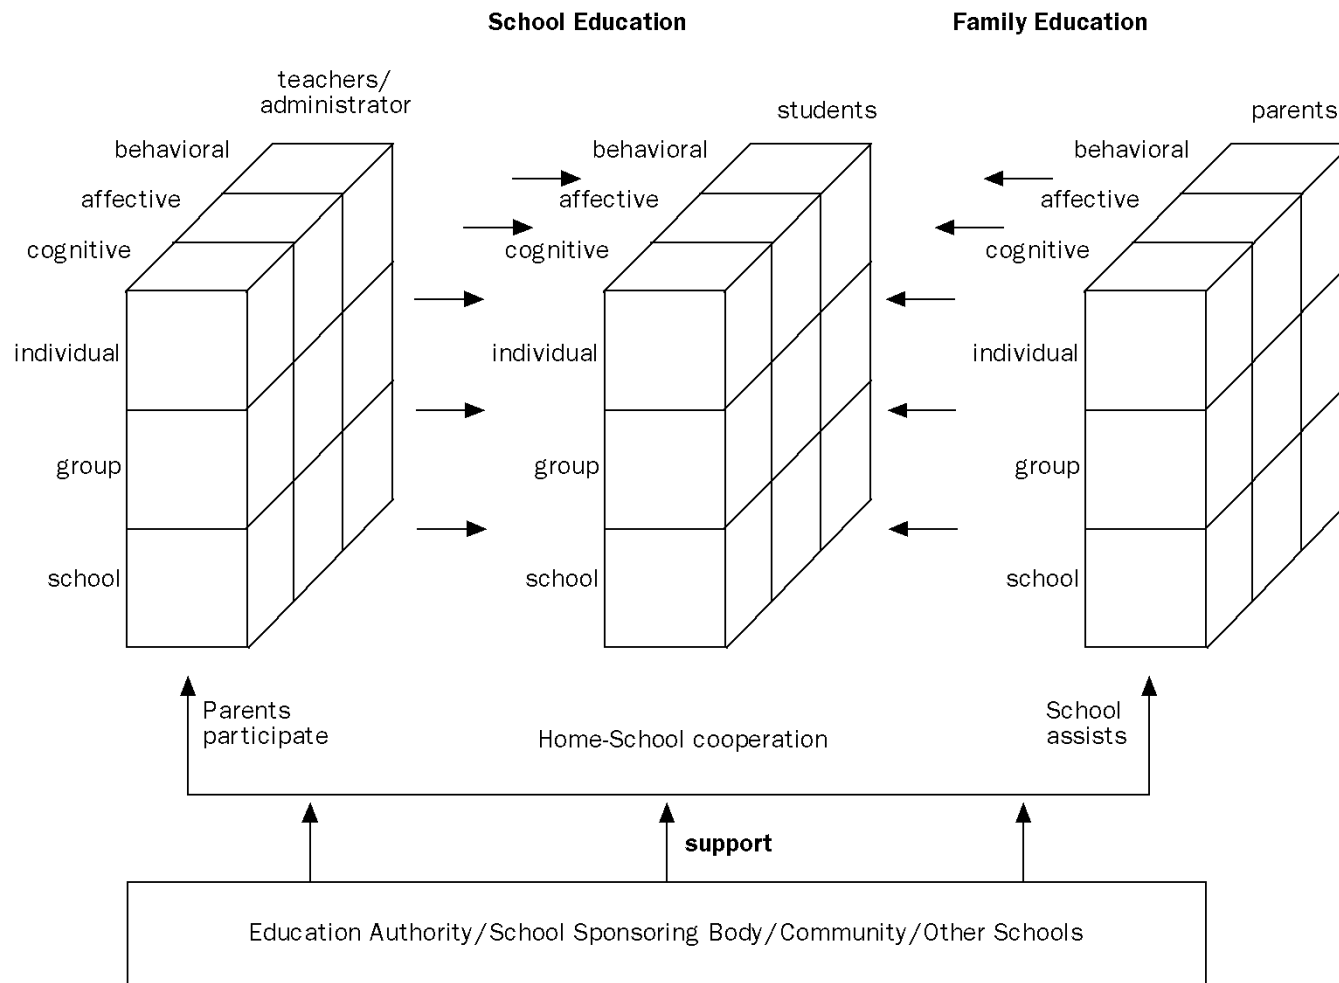 School Education
Family Education
teachers/
administrator
students
parents
behavioral
behavioral
behavioral
affective
affective
affective
cognitive
cognitive
cognitive
individual
individual
individual
group
group
group
school
school
school
Parents
participate
Home-School cooperation
School
assists
support
Education Authority/School Sponsoring Body/Community/Other Schools